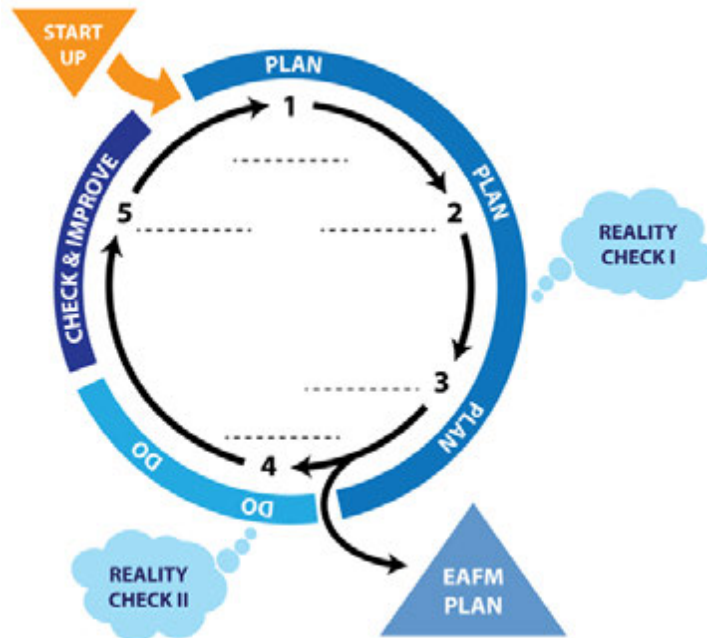 START
UP
PLAN
1
PLAN
2
REALITY
CHECK I
CHECK & IMPROVE
5
3
PLAN
4
DO
DO
REALITY
CHECK II
EAFM
PLAN